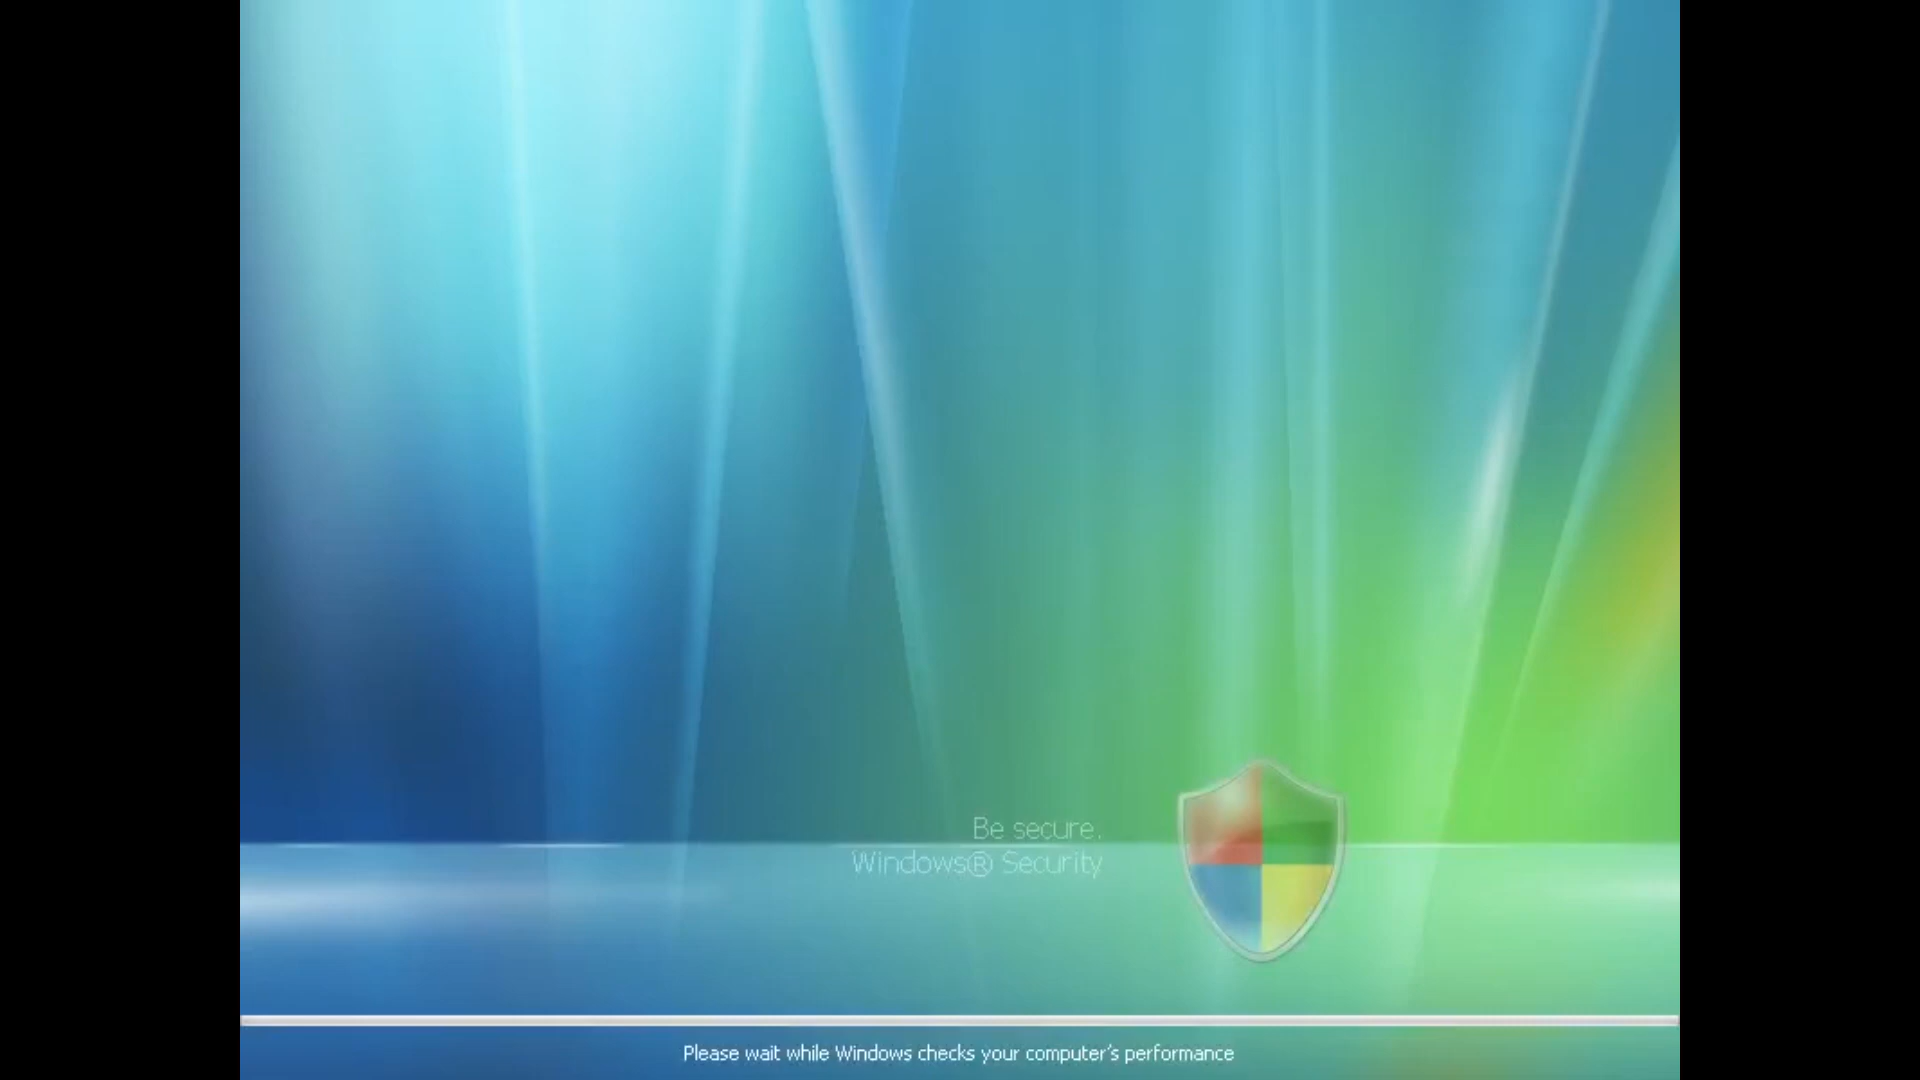 Be secure.
Windows® Security
Please wait while Windows checks your computer's performance